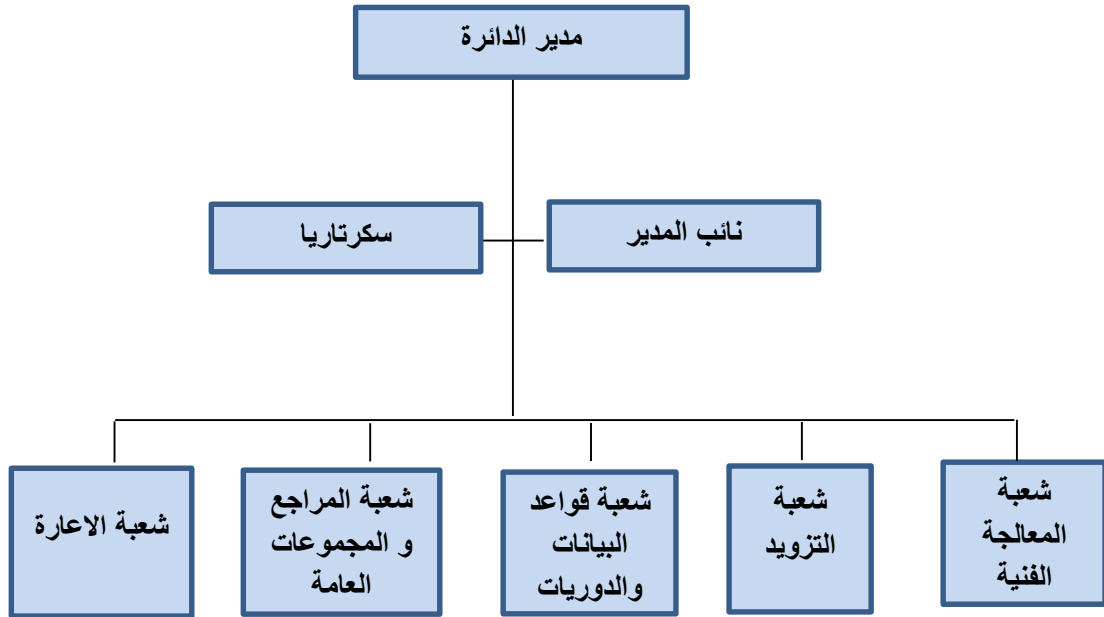 مدير الدائرة
نائب المدير
سكرتاريا
شعبة
المعالجة
الفنية
شعبة
التزويد
شعبة قواعد
البيانات
والدوريات
شعبة المراجع
و المجموعات
العامة
شعبة الاعارة